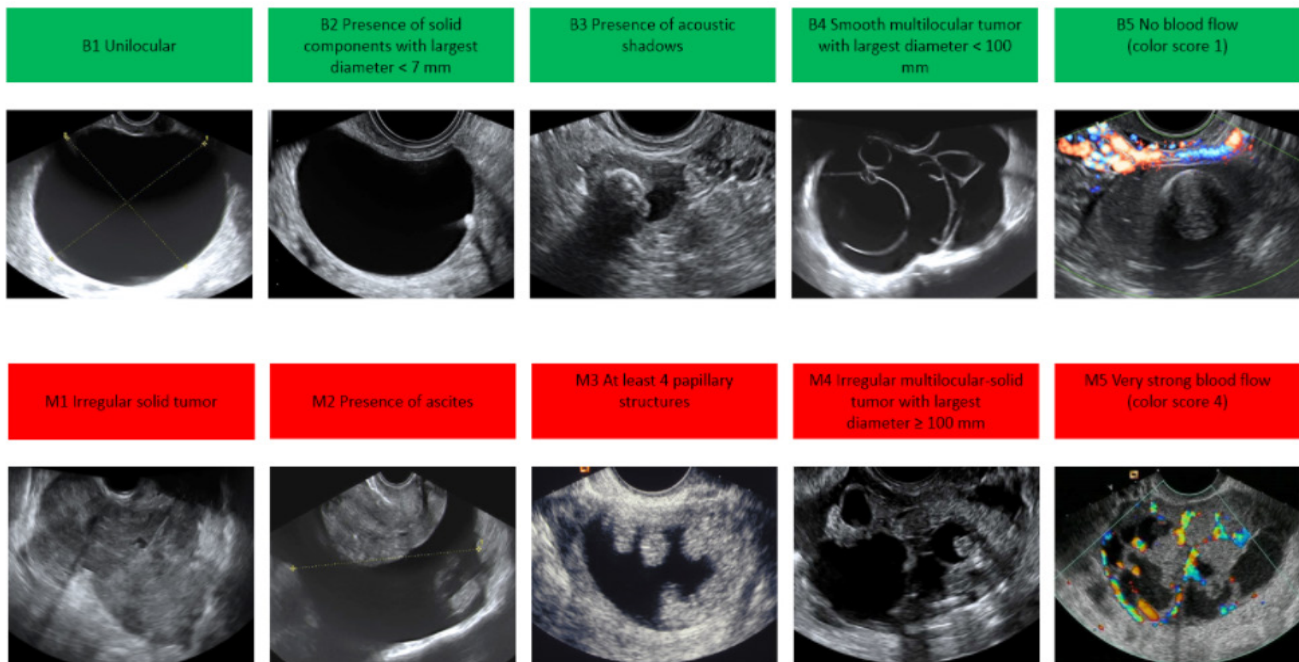 B1 Unilocular
B2 Presence of solid
components with largest
diameter < 7 mm
B3 Presence of acoustic
shadows
B4 Smooth multilocular tumor
with largest diameter < 100
mm
B5 No blood flow
(color score 1)
M1 Irregular solid tumor
M2 Presence of ascites
M3 At least 4 papillary
structures
M4 Irregular multilocular-solid
tumor with largest
diameter ≥ 100 mm
M5 Very strong blood flow
(color score 4)